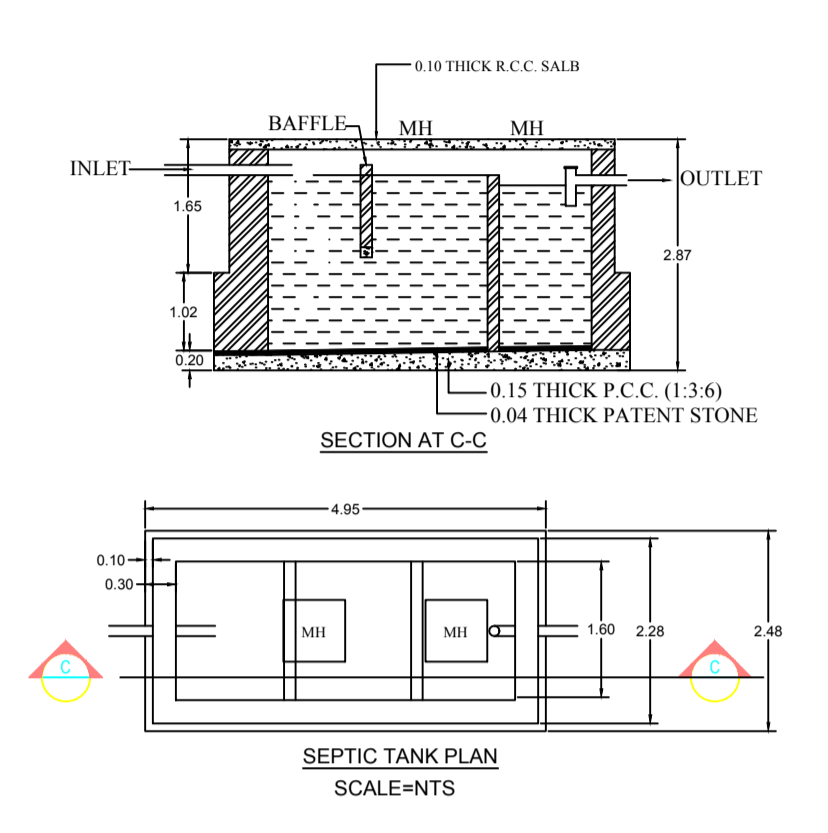 0.10 THICK R.C.C. SALB
BAFFLE
MH
MH
INLET
OUTLET
1.65
2.87
1.02
0.20
0.15 THICK P.C.C. (1:3:6)
0.04 THICK PATENT STONE
SECTION AT C-C
4.95
0.10
0.30
MH
MH
1.60
2.28
2.48
C
C
SEPTIC TANK PLAN
SCALE=NTS